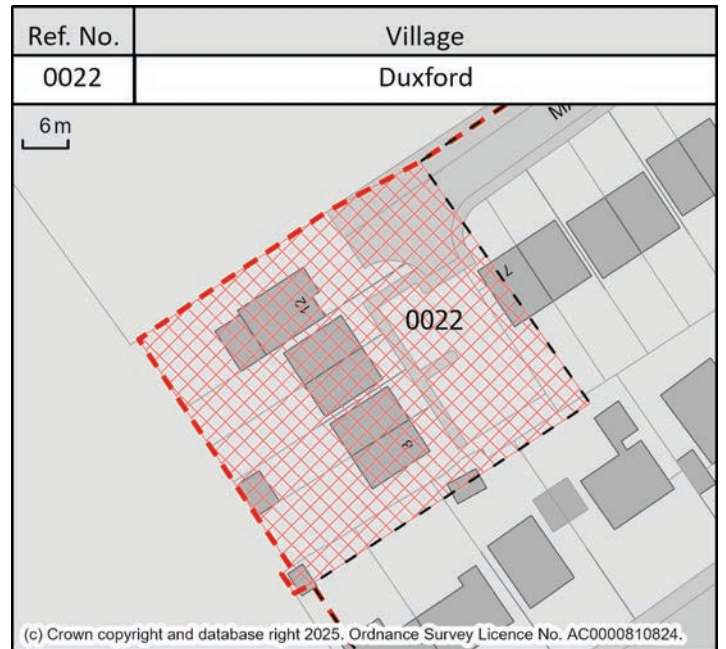 Ref. No. Village
0022 Duxford
6 m
12
7
0022
3
(c) Crown copyright and database right 2025. Ordnance Survey Licence No. AC0000810824.